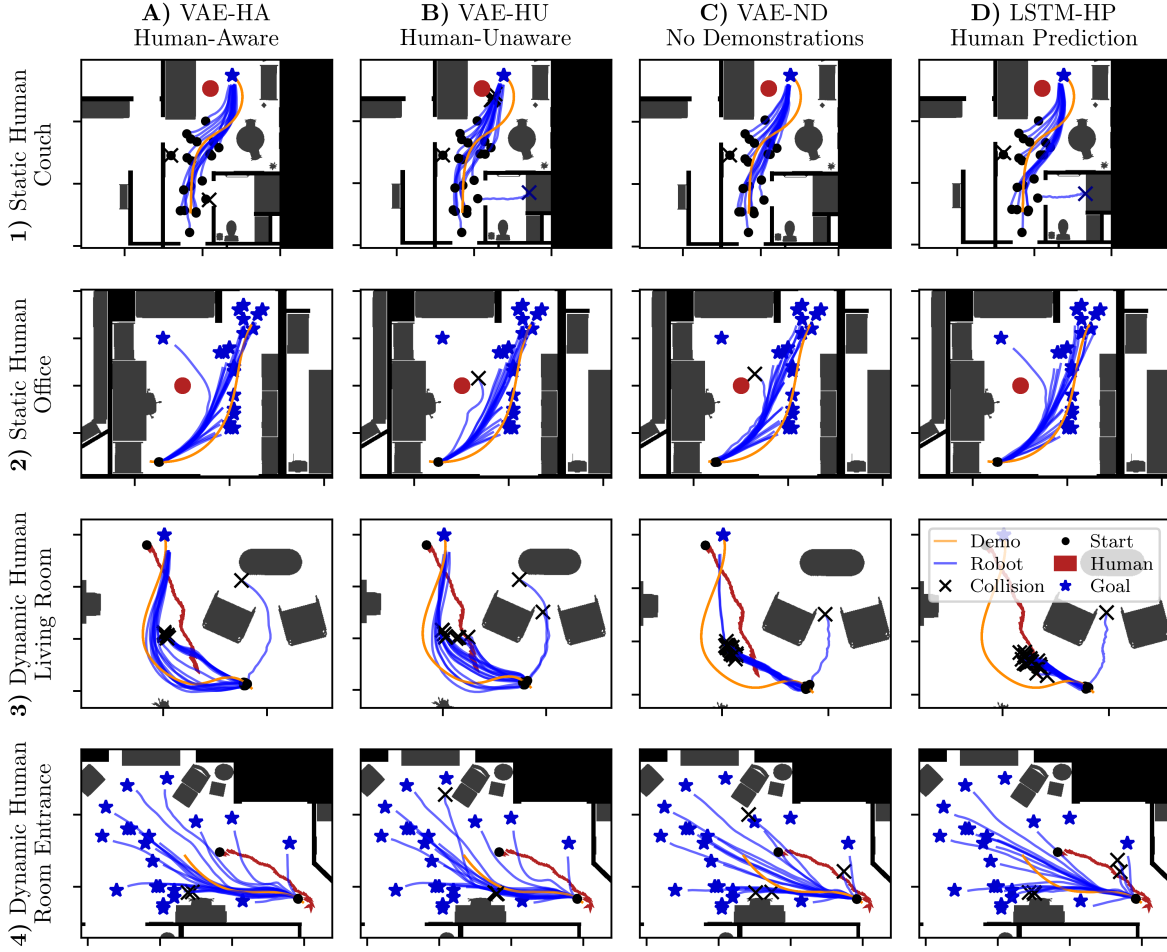 A) VAE-HA
Human-Aware
B) VAE-HU
Human-Unaware
C) VAE-ND
No Demonstrations
D) LSTM-HP
Human Prediction
1) Static Human
Couch
2) Static Human
Office
3) Dynamic Human
Living Room
Demo
Robot
Collision
Start
Human
Goal
4) Dynamic Human
Room Entrance